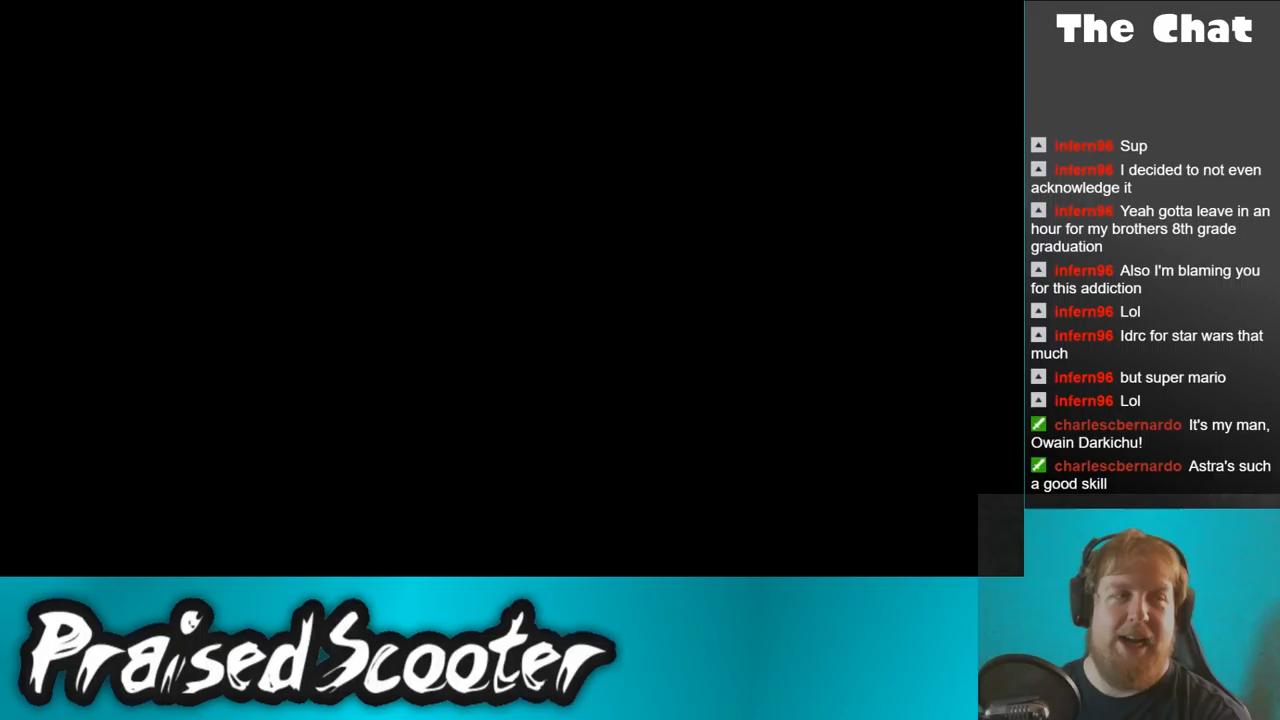 The Chat
infern96 Sup
infern96 I decided to not even
acknowledge it
infern96 Yeah gotta leave in an
hour for my brothers 8th grade
graduation
infern96 Also I'm blaming you
for this addiction
infern96 Lol
infern96 Idrc for star wars that
much
infern96 but super mario
infern96 Lol
charlescbernardo It's my man,
Owain Darkichu!
charlescbernardo Astra's such
a good skill
PraisedScooter